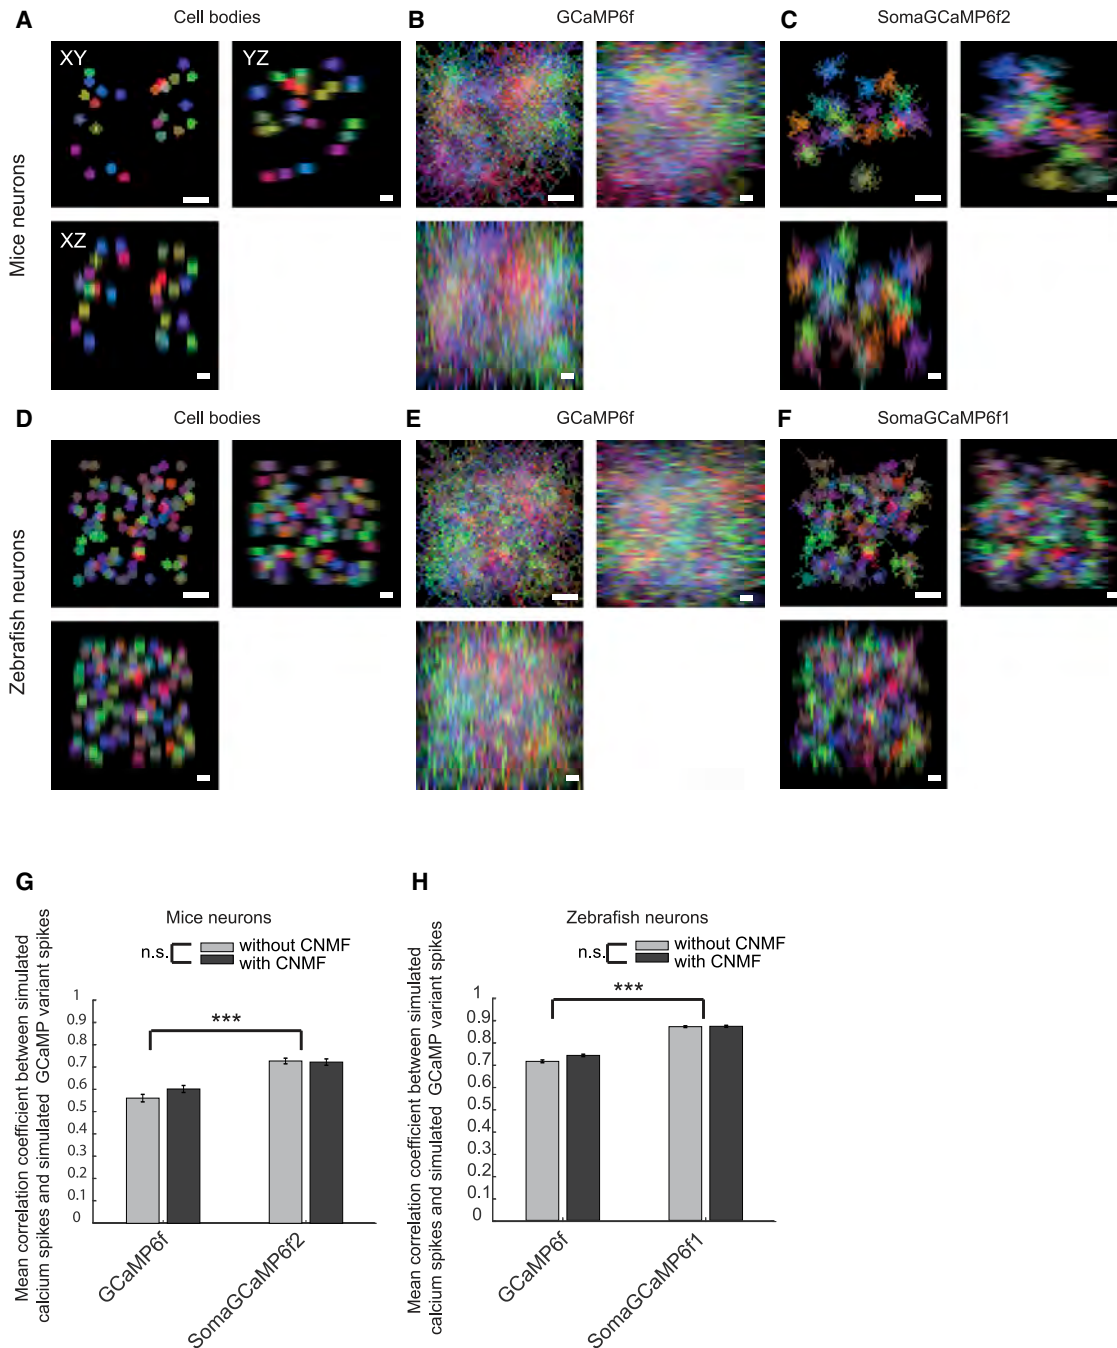 A
Cell bodies
B
GCaMP6f
C
SomaGCaMP6f2
XY
YZ
XZ
Mice neurons
D
Cell bodies
E
GCaMP6f
F
SomaGCaMP6f1
Zebrafish neurons
G
Mice neurons
n.s.
without CNMF
with CNMF
***
Mean correlation coefficient between simulated
calcium spikes and simulated GCaMP variant spikes
1
0.9
0.8
0.7
0.6
0.5
0.4
0.3
0.2
0.1
0
GCaMP6f
SomaGCaMP6f2
H
Zebrafish neurons
n.s.
without CNMF
with CNMF
***
Mean correlation coefficient between simulated
calcium spikes and simulated GCaMP variant spikes
1
0.9
0.8
0.7
0.6
0.5
0.4
0.3
0.2
0.1
0
GCaMP6f
SomaGCaMP6f1